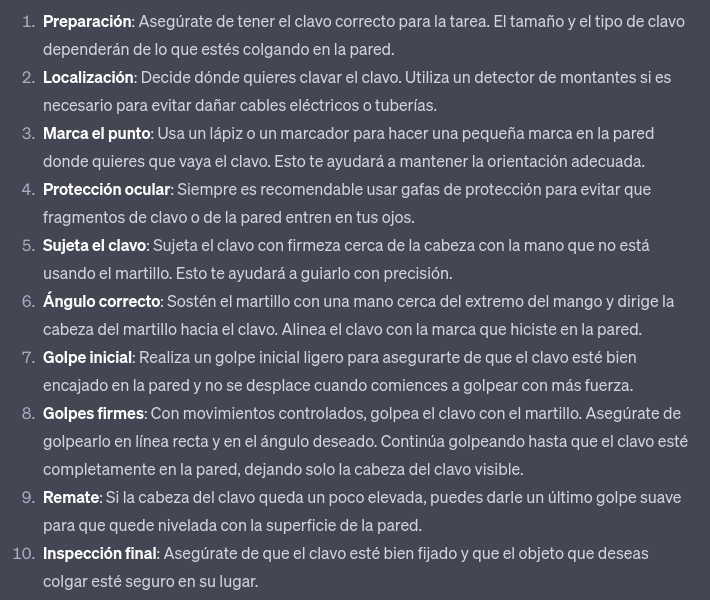 1. Preparación: Asegúrate de tener el clavo correcto para la tarea. El tamaño y el tipo de clavo
dependerán de lo que estés colgando en la pared.
2. Localización: Decide dónde quieres clavar el clavo. Utiliza un detector de montantes si es
necesario para evitar dañar cables eléctricos o tuberías.
3. Marca el punto: Usa un lápiz o un marcador para hacer una pequeña marca en la pared
donde quieres que vaya el clavo. Esto te ayudará a mantener la orientación adecuada.
4. Protección ocular: Siempre es recomendable usar gafas de protección para evitar que
fragmentos de clavo o de la pared entren en tus ojos.
5. Sujeta el clavo: Sujeta el clavo con firmeza cerca de la cabeza con la mano que no está
usando el martillo. Esto te ayudará a guiarlo con precisión.
6. Ángulo correcto: Sostén el martillo con una mano cerca del extremo del mango y dirige la
cabeza del martillo hacia el clavo. Alinea el clavo con la marca que hiciste en la pared.
7. Golpe inicial: Realiza un golpe inicial ligero para asegurarte de que el clavo esté bien
encajado en la pared y no se desplace cuando comiences a golpear con más fuerza.
8. Golpes firmes: Con movimientos controlados, golpea el clavo con el martillo. Asegúrate de
golpearlo en línea recta y en el ángulo deseado. Continúa golpeando hasta que el clavo esté
completamente en la pared, dejando solo la cabeza del clavo visible.
9. Remate: Si la cabeza del clavo queda un poco elevada, puedes darle un último golpe suave
para que quede nivelada con la superficie de la pared.
10. Inspección final: Asegúrate de que el clavo esté bien fijado y que el objeto que deseas
colgar esté seguro en su lugar.